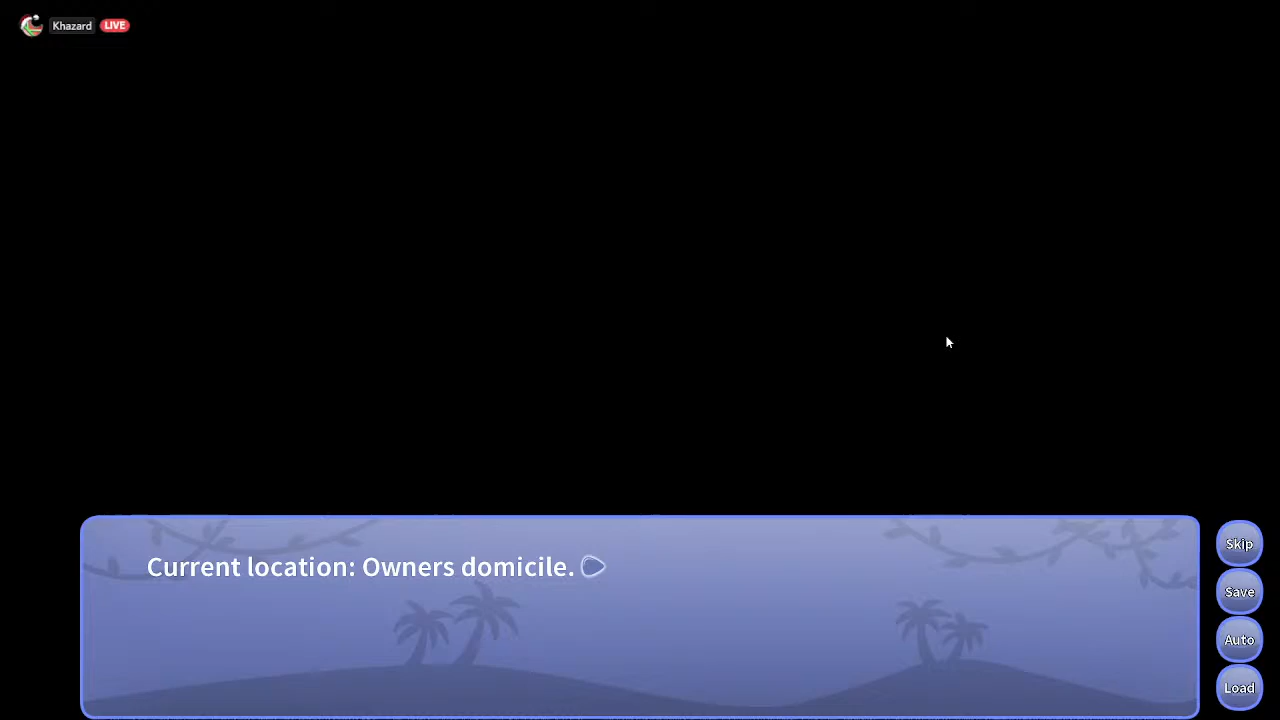 Khazard LIVE
Current location: Owners domicile.
Skip
Save
Auto
Load